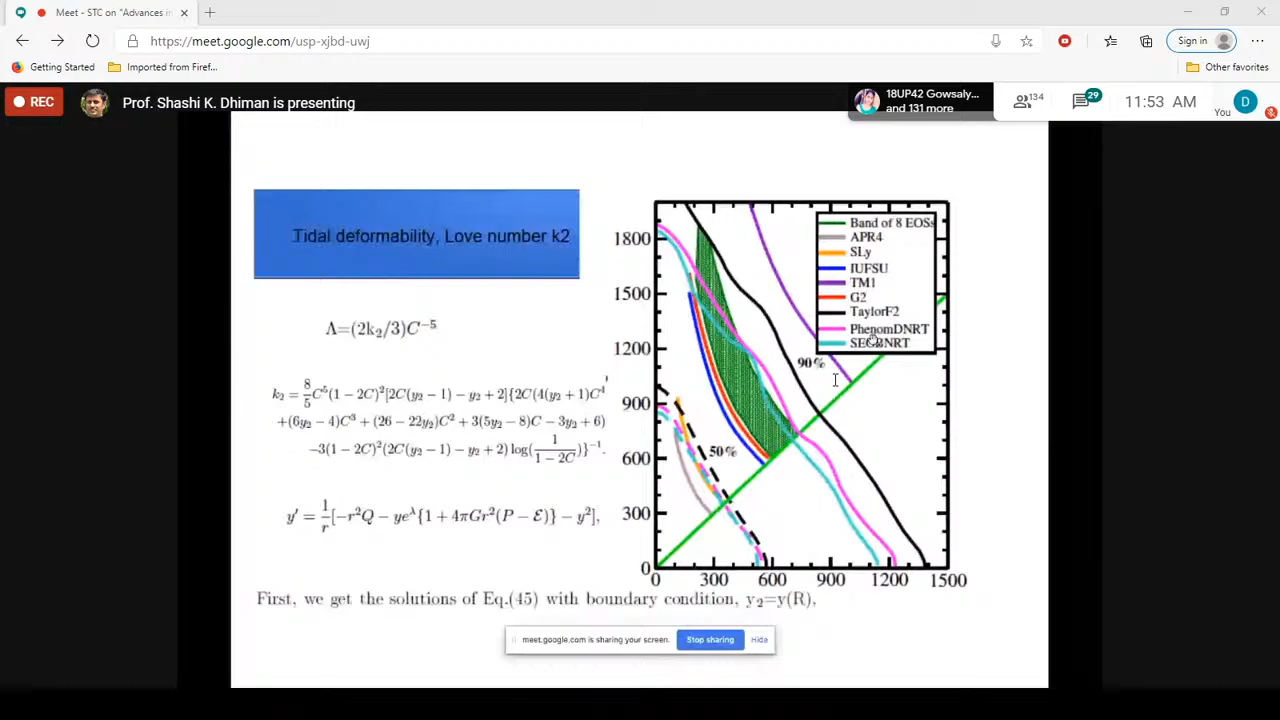 Meet - STC on "Advances in
https://meet.google.com/usp-xjbd-uwj
Sign in
Getting Started
Imported from Firef...
Other favorites
REC
Prof. Shashi K. Dhiman is presenting
18UP42 Gowsaly...
and 131 more
134
29
11:53 AM
You
D
Tidal deformability, Love number k2
Λ=(2k₂/3)C⁻⁵
k₂ = 8/5 C⁵(1 − 2C)²[2C(y₂ − 1) − y₂ + 2]{2C(4(y₂ + 1)C⁴
+(6y₂ − 4)C³ + (26 − 22y₂)C² + 3(5y₂ − 8)C − 3y₂ + 6)
−3(1 − 2C)²(2C(y₂ − 1) − y₂ + 2) log(1/(1 − 2C))}⁻¹.
y′ = 1/r[−r²Q − ye^λ{1 + 4πGr²(P − ℰ)} − y²],
First, we get the solutions of Eq.(45) with boundary condition, y₂=y(R),
1800
1500
1200
900
600
300
0
0 300 600 900 1200 1500
Band of 8 EOSs
APR4
SLy
IUFSU
TM1
G2
TaylorF2
PhenomDNRT
90%
50%
meet.google.com is sharing your screen.
Stop sharing
Hide